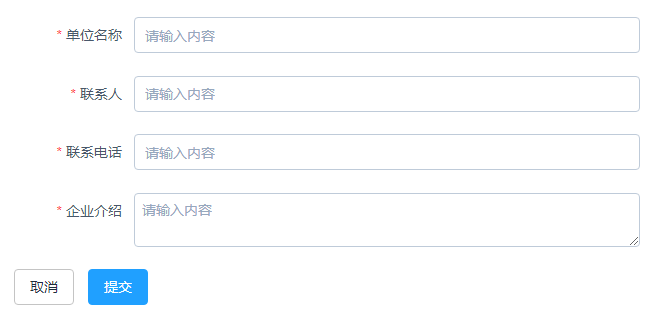 * 单位名称 请输入内容
* 联系人 请输入内容
* 联系电话 请输入内容
* 企业介绍 请输入内容
取消 提交